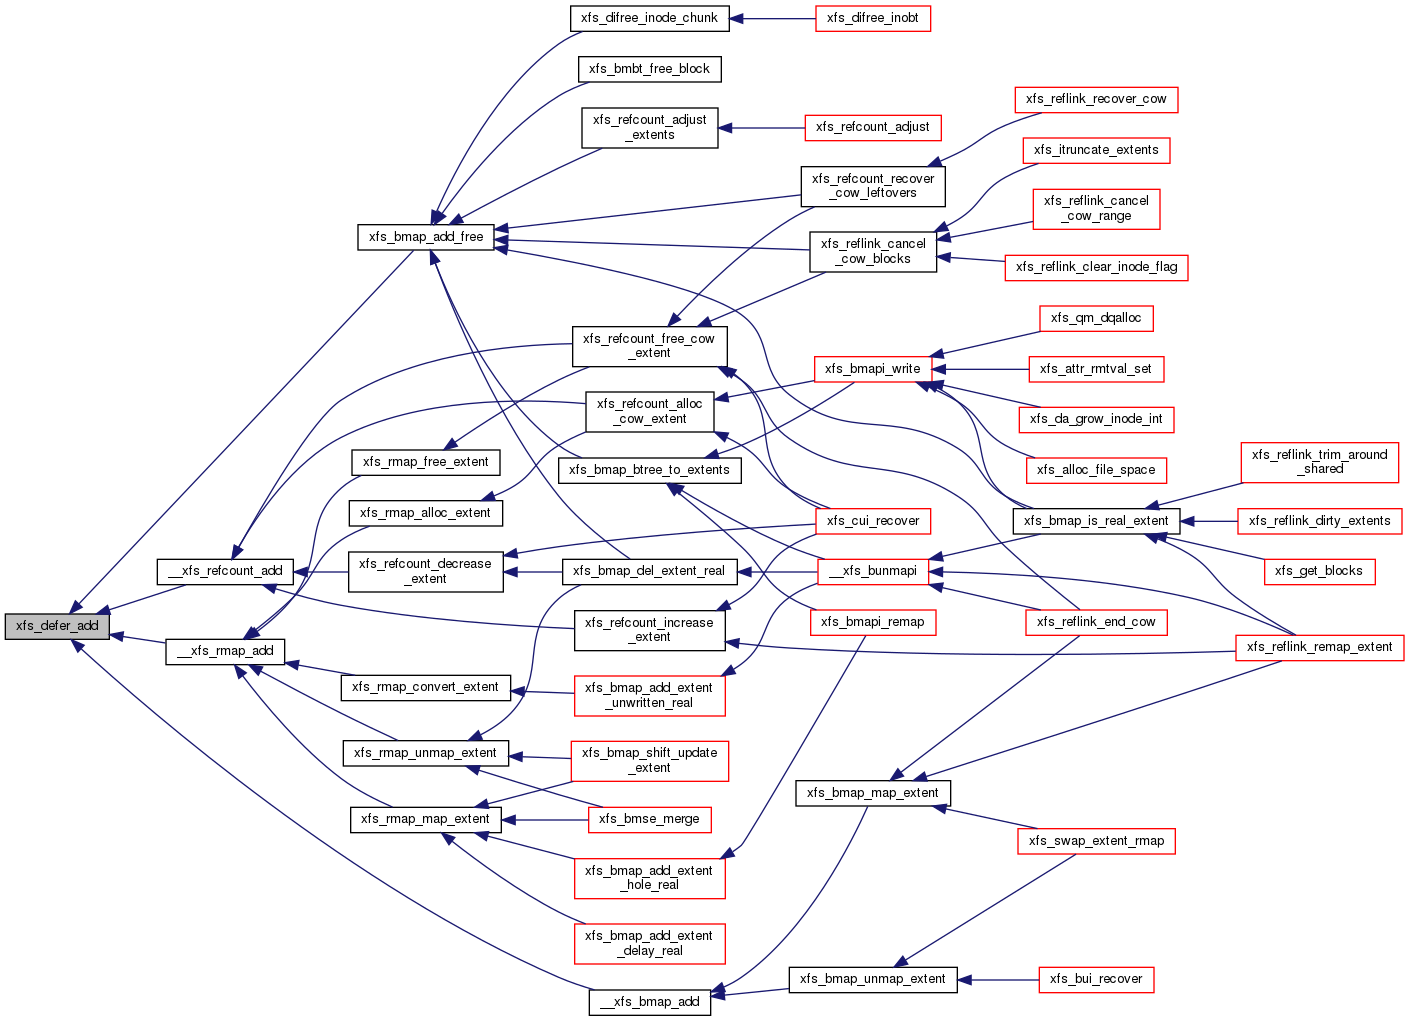 xfs_difree_inode_chunk
xfs_difree_inobt
xfs_bmbt_free_block
xfs_reflink_recover_cow
xfs_refcount_adjust
_extents
xfs_refcount_adjust
xfs_itruncate_extents
xfs_refcount_recover
_cow_leftovers
xfs_reflink_cancel
_cow_range
xfs_bmap_add_free
xfs_reflink_cancel
_cow_blocks
xfs_reflink_clear_inode_flag
xfs_qm_dqalloc
xfs_refcount_free_cow
_extent
xfs_bmapi_write
xfs_attr_rmtval_set
xfs_refcount_alloc
_cow_extent
xfs_da_grow_inode_int
xfs_rmap_free_extent
xfs_bmap_btree_to_extents
xfs_alloc_file_space
xfs_reflink_trim_around
_shared
xfs_rmap_alloc_extent
xfs_cui_recover
xfs_bmap_is_real_extent
xfs_reflink_dirty_extents
__xfs_refcount_add
xfs_refcount_decrease
_extent
xfs_bmap_del_extent_real
__xfs_bunmapi
xfs_get_blocks
xfs_defer_add
xfs_refcount_increase
_extent
xfs_bmapi_remap
xfs_reflink_end_cow
__xfs_rmap_add
xfs_reflink_remap_extent
xfs_rmap_convert_extent
xfs_bmap_add_extent
_unwritten_real
xfs_rmap_unmap_extent
xfs_bmap_shift_update
_extent
xfs_bmap_map_extent
xfs_rmap_map_extent
xfs_bmse_merge
xfs_swap_extent_rmap
xfs_bmap_add_extent
_hole_real
xfs_bmap_add_extent
_delay_real
xfs_bmap_unmap_extent
xfs_bui_recover
__xfs_bmap_add